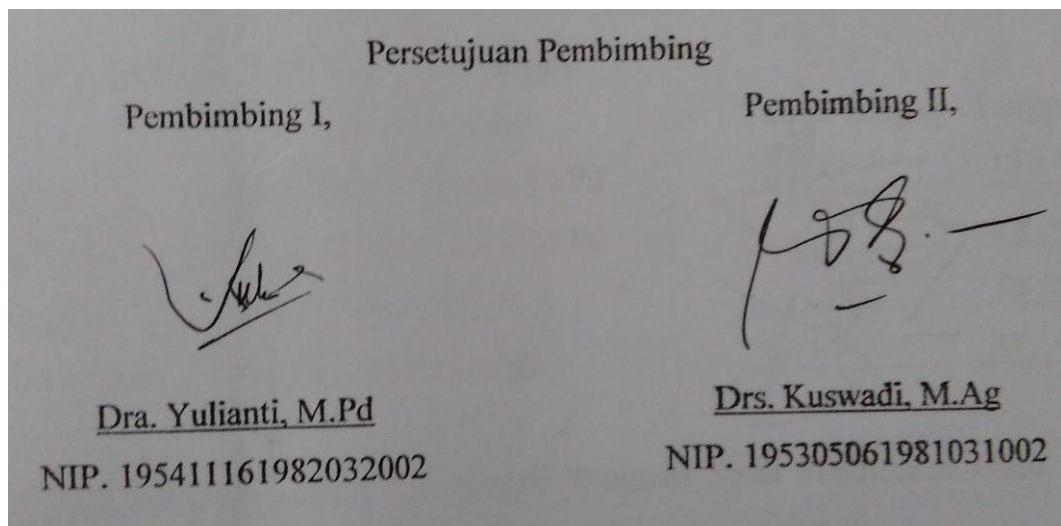 Persetujuan Pembimbing
Pembimbing I,
Pembimbing II,
Dra. Yulianti, M.Pd
Drs. Kuswadi, M.Ag
NIP. 195411161982032002
NIP. 195305061981031002